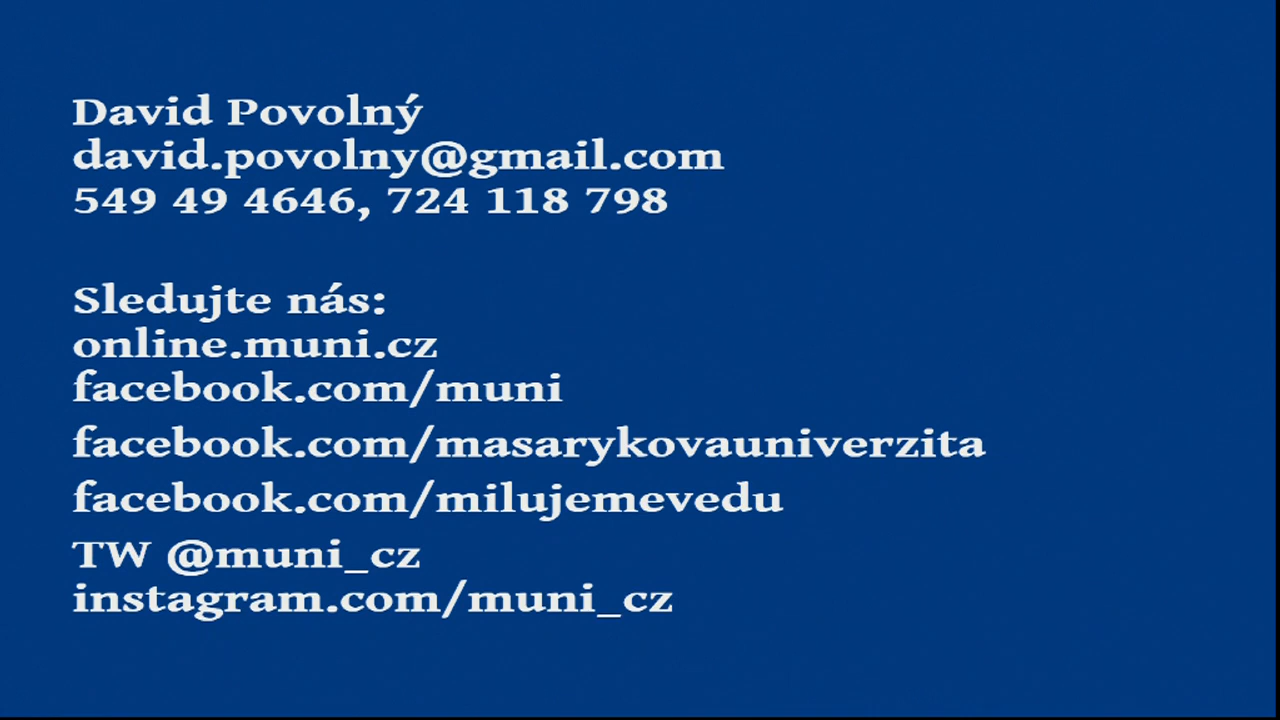 David Povolný
david.povolny@gmail.com
549 49 4646, 724 118 798
Sledujte nás:
online.muni.cz
facebook.com/muni
facebook.com/masarykovauniverzita
facebook.com/milujemevedu
TW @muni_cz
instagram.com/muni_cz